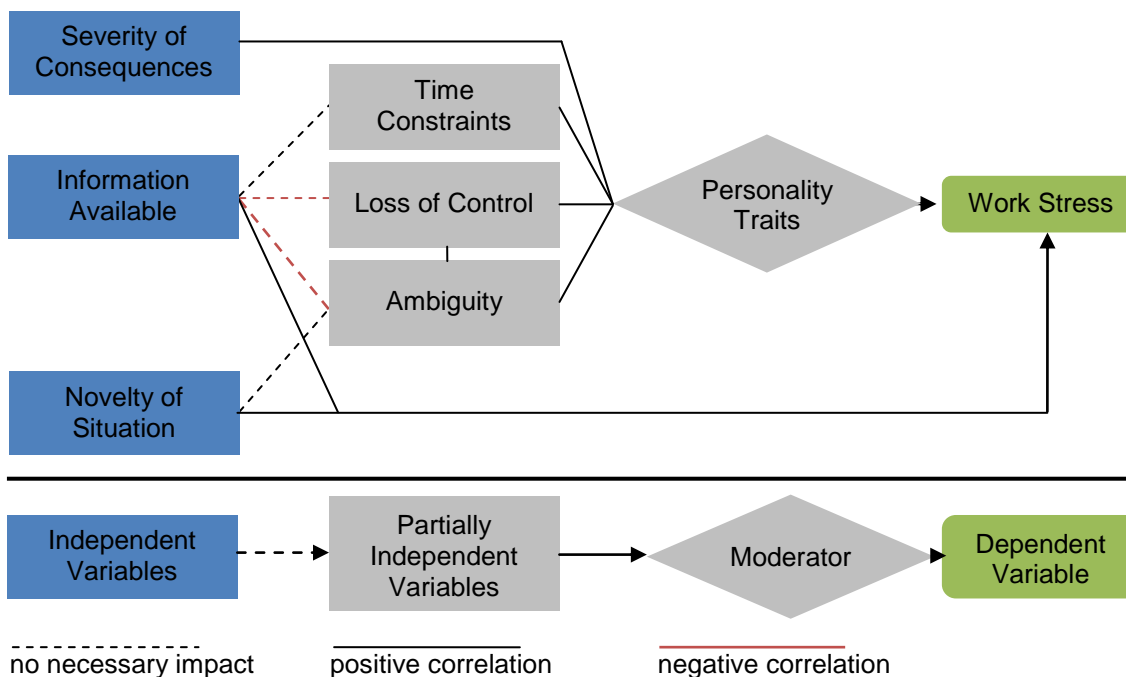 Severity of
Consequences
Time
Constraints
Information
Available
Loss of Control
Personality
Traits
Work Stress
Ambiguity
Novelty of
Situation
Independent
Variables
Partially
Independent
Variables
Moderator
Dependent
Variable
no necessary impact
positive correlation
negative correlation